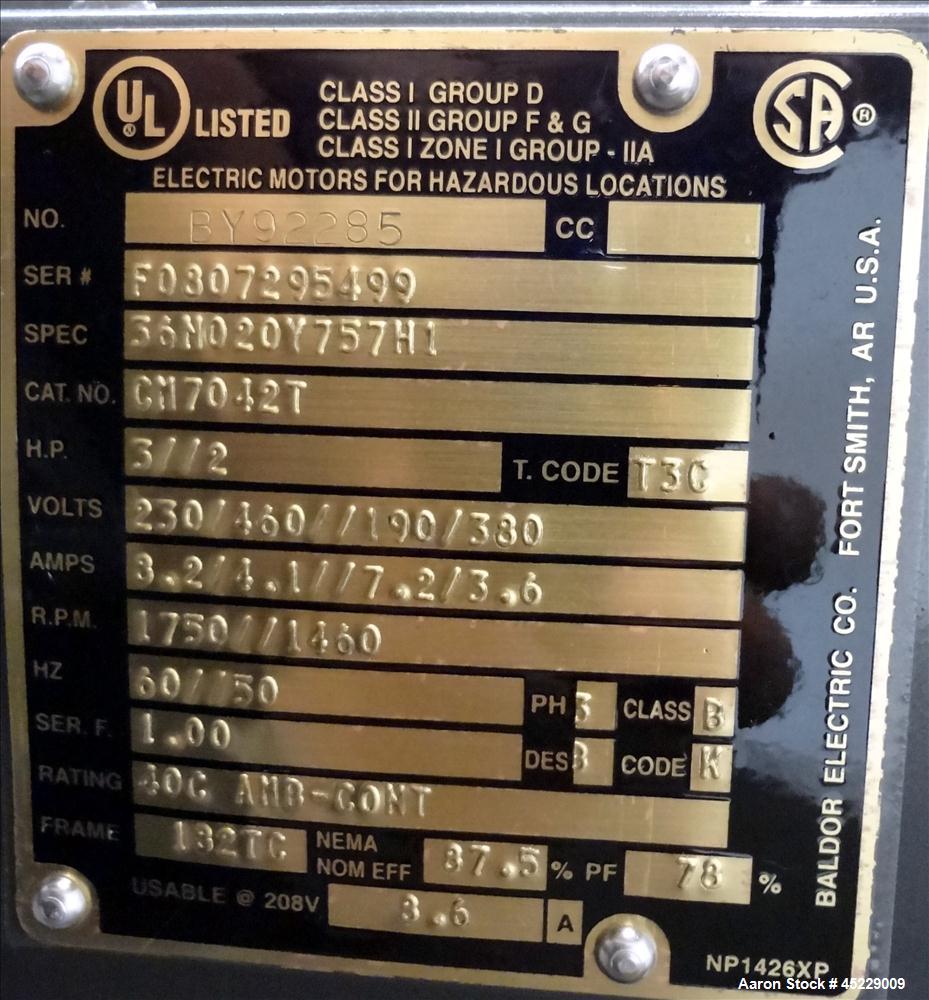 UL® LISTED
CLASS I GROUP D
CLASS II GROUP F & G
CLASS I ZONE I GROUP - IIA
SA ®
ELECTRIC MOTORS FOR HAZARDOUS LOCATIONS
NO. BY92285 CC
SER # F0807295499
SPEC 36M020Y757H1
CAT. NO. CM7042T
H.P. 3//2 T. CODE T3C
VOLTS 230/460//190/380
AMPS 8.2/4.1//7.2/3.6
R.P.M. 1750//1460
HZ 60//50 PH 3 CLASS B
SER. F. 1.00 DES B CODE K
RATING 40C AMB-CONT
FRAME 182TC NEMA NOM EFF 87.5 % PF 78 %
USABLE @ 208V 8.6 A
BALDOR ELECTRIC CO. FORT SMITH, AR U.S.A.
NP1426XP
Aaron Stock # 45229009